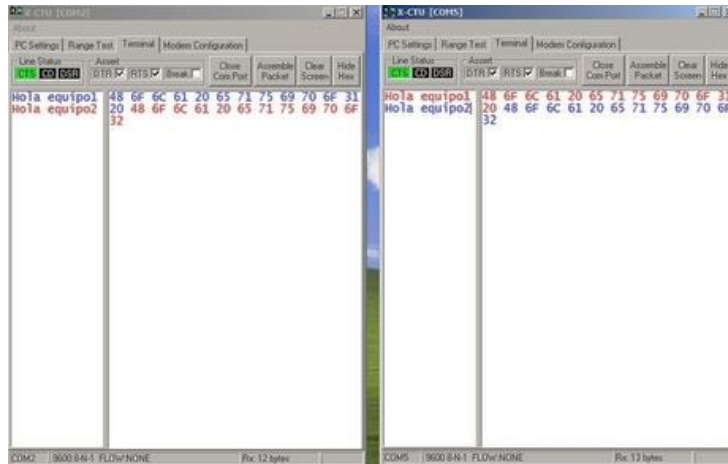 X-CTU [COM2]
About
PC Settings Range Test Terminal Modem Configuration
Line Status
Assert
CTS CD DSR DTR RTS Break
Close Com Port
Assemble Packet
Clear Screen
Hide Hex
Hola equipo1 48 6F 6C 61 20 65 71 75 69 70 6F 31
Hola equipo2 20 48 6F 6C 61 20 65 71 75 69 70 6F
32
COM2 9600 8-N-1 FLOW:NONE Rx: 12 bytes
X-CTU [COM5]
About
PC Settings Range Test Terminal Modem Configuration
Line Status
Assert
CTS CD DSR DTR RTS Break
Close Com Port
Assemble Packet
Clear Screen
Hide Hex
Hola equipo1 48 6F 6C 61 20 65 71 75 69 70 6F 31
Hola equipo2 20 48 6F 6C 61 20 65 71 75 69 70 6F
32
COM5 9600 8-N-1 FLOW:NONE Rx: 13 bytes